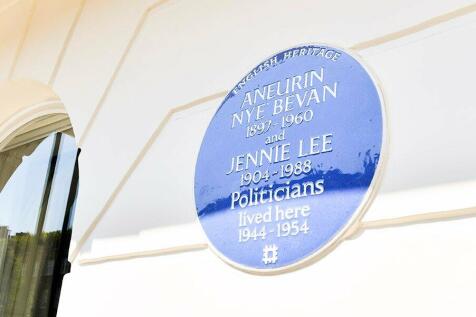 ENGLISH HERITAGE
ANEURIN
NYE BEVAN
1897-1960
and
JENNIE LEE
1904-1988
Politicians
lived here
1944-1954